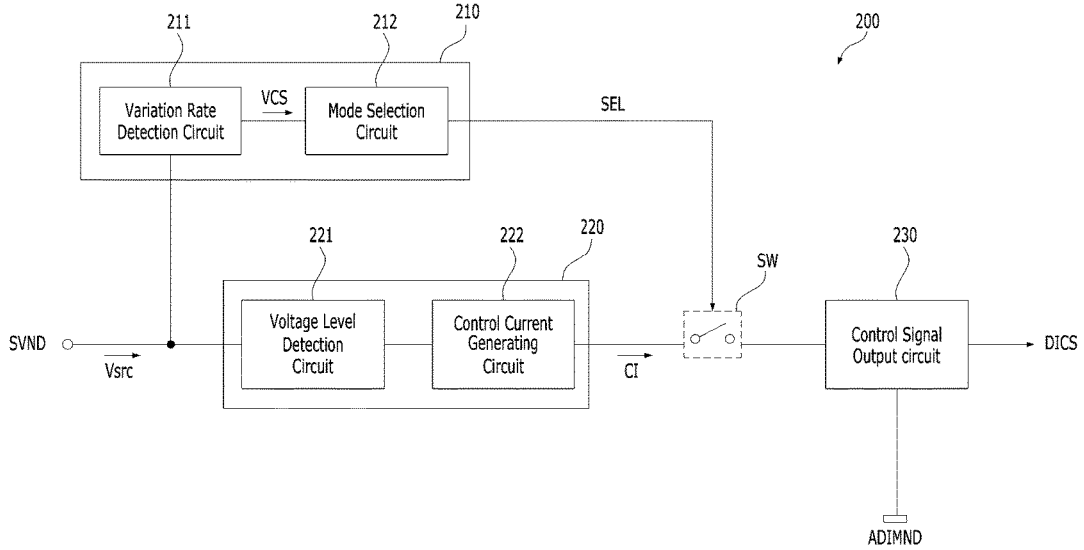 211
212
210
200
Variation Rate
Detection Circuit
VCS
Mode Selection
Circuit
SEL
221
222
220
SW
230
SVND
Vsrc
Voltage Level
Detection
Circuit
Control Current
Generating
Circuit
CI
Control Signal
Output circuit
DICS
ADIMND